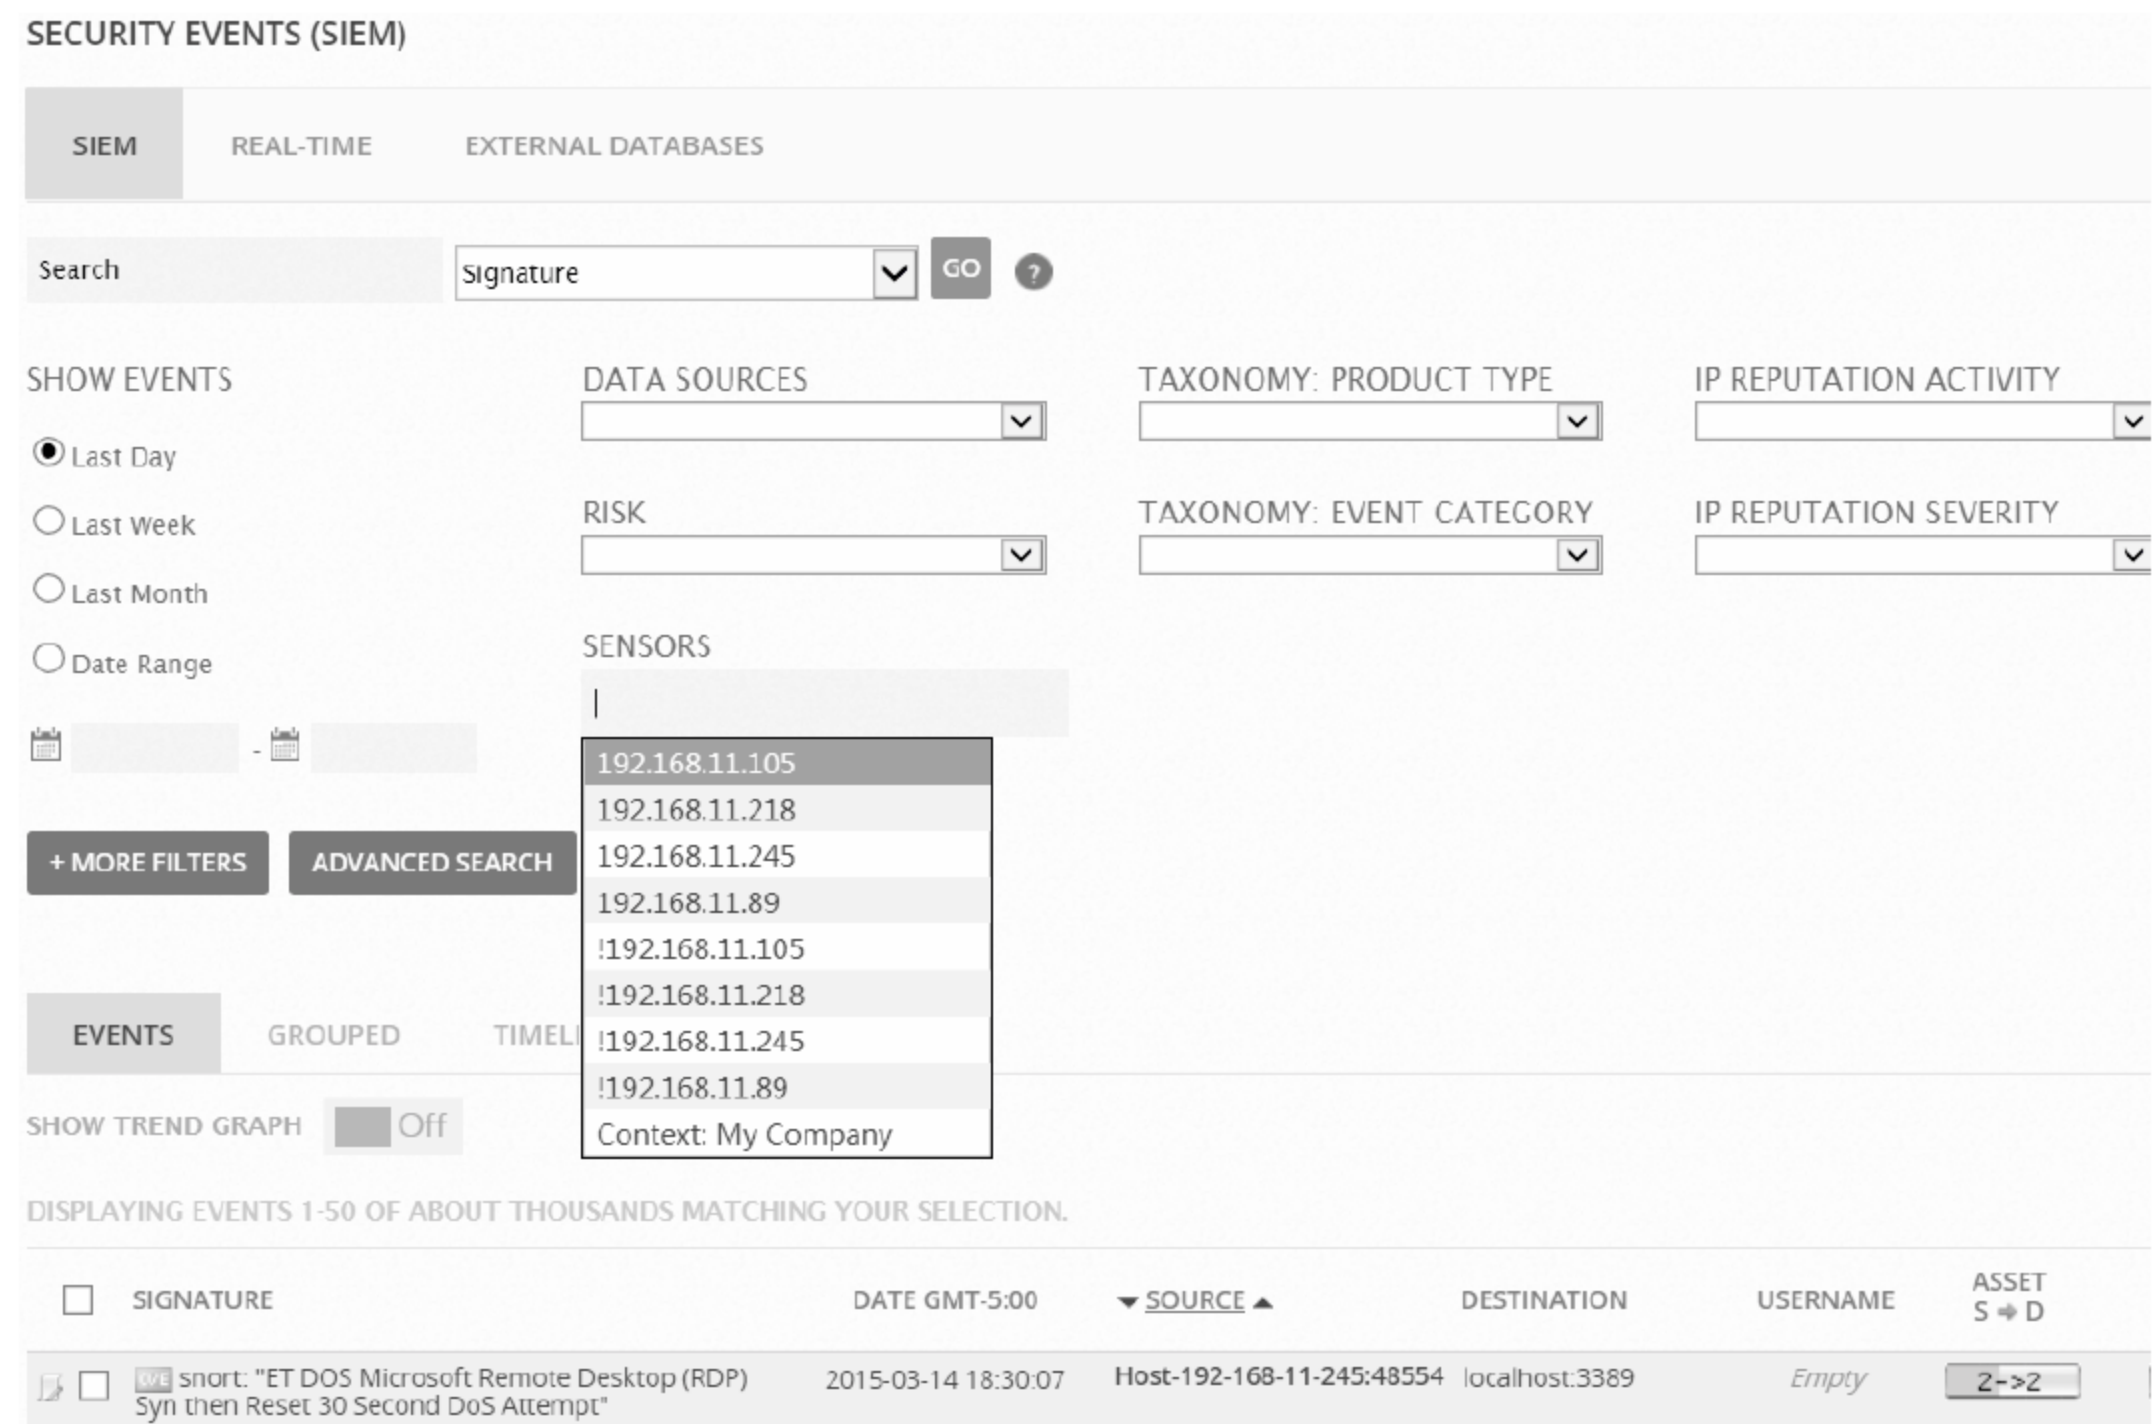 SECURITY EVENTS (SIEM)
SIEM REAL-TIME EXTERNAL DATABASES
Search Signature GO ?
SHOW EVENTS DATA SOURCES TAXONOMY: PRODUCT TYPE IP REPUTATION ACTIVITY
Last Day
RISK TAXONOMY: EVENT CATEGORY IP REPUTATION SEVERITY
Last Week
Last Month
SENSORS
Date Range
-
192.168.11.105
192.168.11.218
+ MORE FILTERS ADVANCED SEARCH 192.168.11.245
192.168.11.89
!192.168.11.105
!192.168.11.218
EVENTS GROUPED TIMELI !192.168.11.245
!192.168.11.89
SHOW TREND GRAPH Off Context: My Company
DISPLAYING EVENTS 1-50 OF ABOUT THOUSANDS MATCHING YOUR SELECTION.
SIGNATURE DATE GMT-5:00 SOURCE DESTINATION USERNAME ASSET
S ➔ D
snort: "ET DOS Microsoft Remote Desktop (RDP) 2015-03-14 18:30:07 Host-192-168-11-245:48554 localhost:3389 Empty 2->2
Syn then Reset 30 Second DoS Attempt"